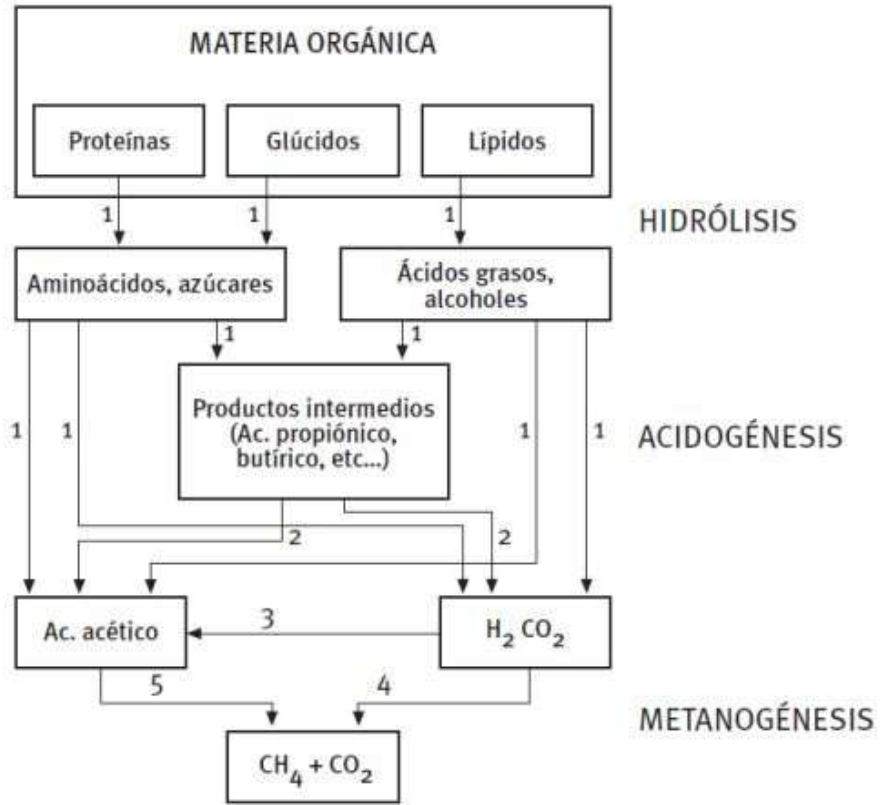 MATERIA ORGÁNICA
Proteínas
Glúcidos
Lípidos
1
1
1
HIDRÓLISIS
Aminoácidos, azúcares
Ácidos grasos,
alcoholes
1
1
Productos intermedios
(Ac. propiónico,
butírico, etc...)
1
1
1
1
ACIDOGÉNESIS
2
2
Ac. acético
3
H₂ CO₂
5
4
METANOGÉNESIS
CH₄ + CO₂